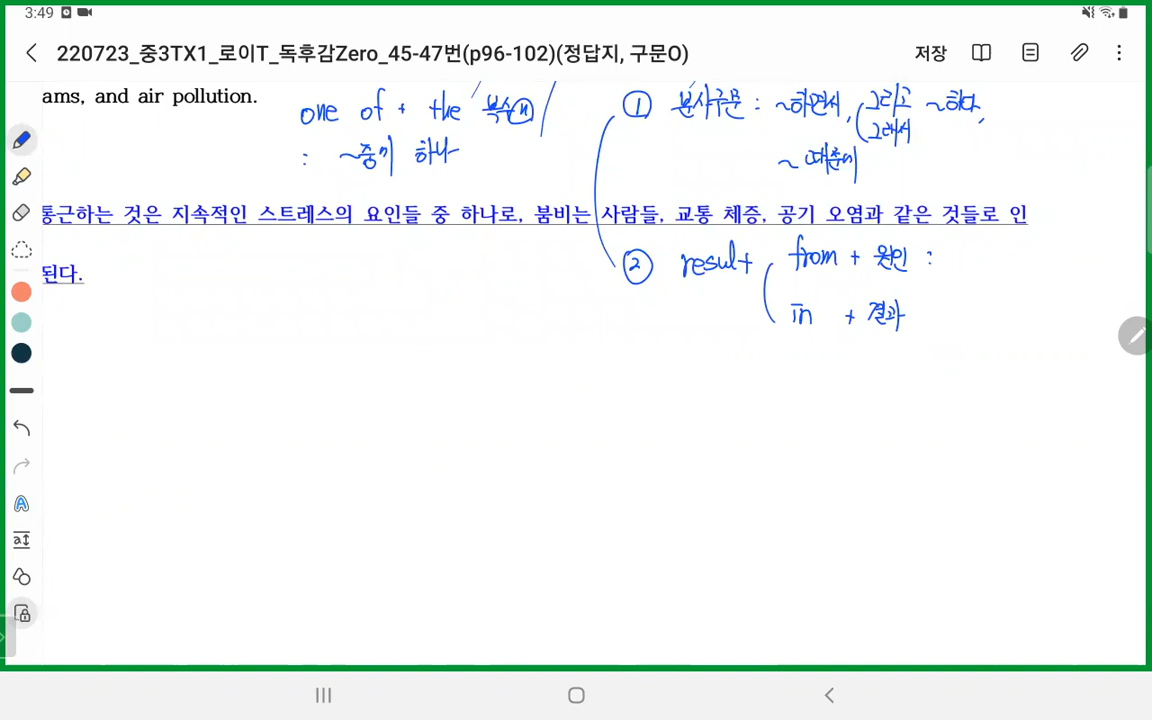 3:49
220723_중3TX1_로이T_독후감Zero_45-47번(p96-102)(정답지, 구문O)
저장
ams, and air pollution.
one of + the 복수n
: ~중에 하나
① 분사구문 : ~하면서, 그리고 ~하다,
그래서
~ 때문에
통근하는 것은 지속적인 스트레스의 요인들 중 하나로, 붐비는 사람들, 교통 체증, 공기 오염과 같은 것들로 인
된다.
② result from + 원인 :
in + 결과